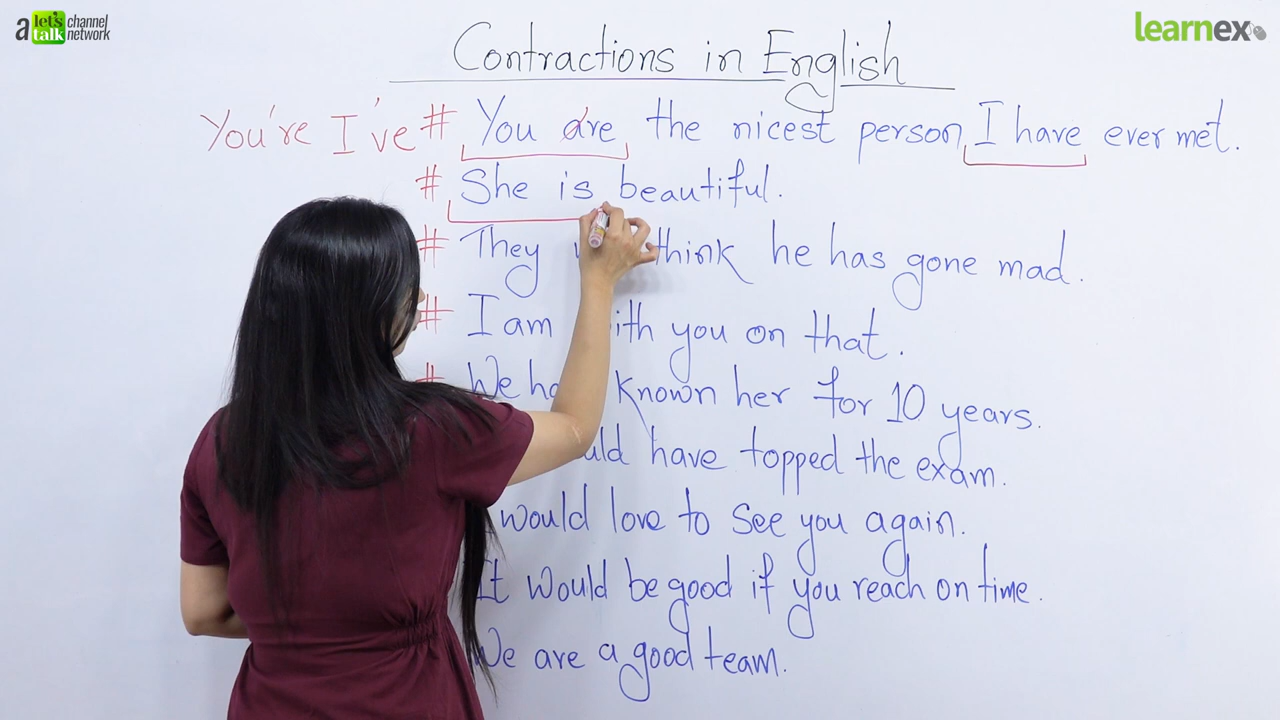 a let's talk channel network
learnex
Contractions in English
You're I've # You are the nicest person I have ever met.
# She is beautiful.
# They think he has gone mad.
# I am with you on that.
# We known her for 10 years.
have topped the exam.
would love to see you again.
It would be good if you reach on time.
We are a good team.